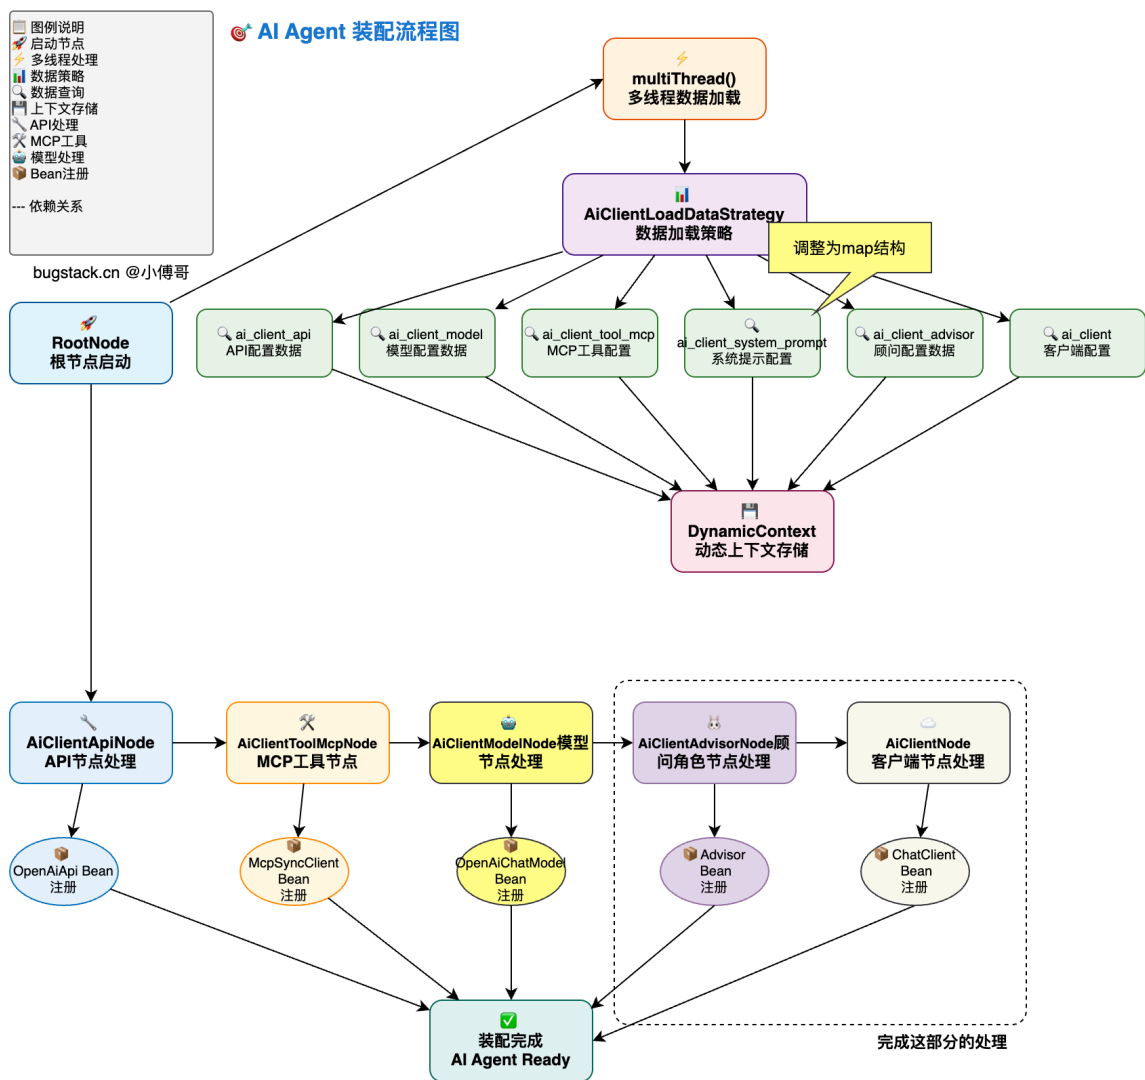 图例说明
启动节点
多线程处理
数据策略
数据查询
上下文存储
API处理
MCP工具
模型处理
Bean注册
--- 依赖关系
bugstack.cn @小傅哥
AI Agent 装配流程图
multiThread()
多线程数据加载
AiClientLoadDataStrategy
数据加载策略
调整为map结构
RootNode
根节点启动
ai_client_api
API配置数据
ai_client_model
模型配置数据
ai_client_tool_mcp
MCP工具配置
ai_client_system_prompt
系统提示配置
ai_client_advisor
顾问配置数据
ai_client
客户端配置
DynamicContext
动态上下文存储
AiClientApiNode
API节点处理
AiClientToolMcpNode
MCP工具节点
AiClientModelNode模型
节点处理
AiClientAdvisorNode顾
问角色节点处理
AiClientNode
客户端节点处理
OpenAiApi Bean
注册
McpSyncClient
Bean
注册
OpenAiChatModel
Bean
注册
Advisor
Bean
注册
ChatClient
Bean
注册
装配完成
AI Agent Ready
完成这部分的处理